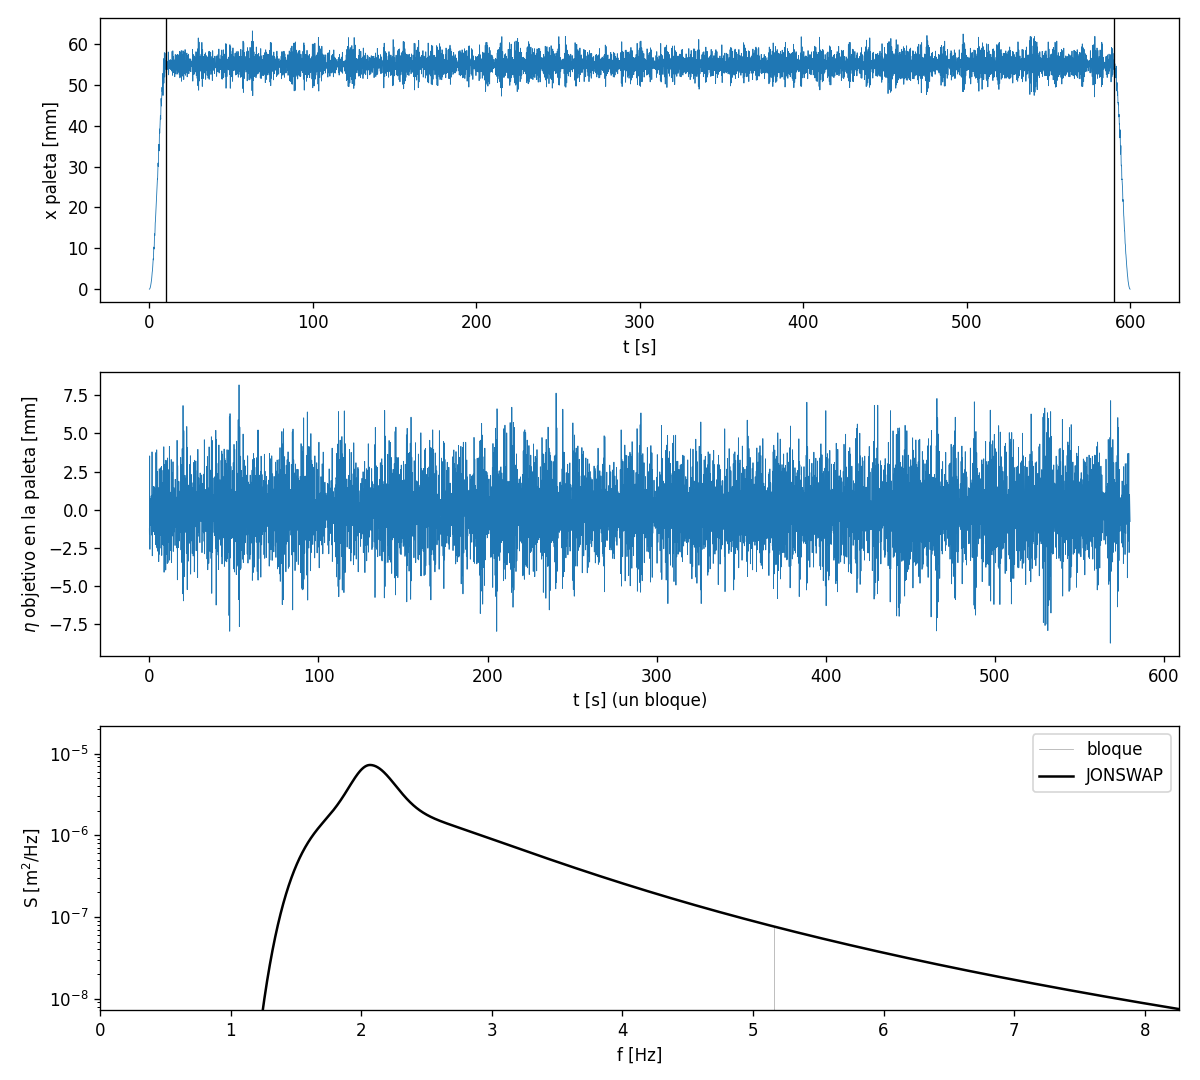 x paleta [mm]
60
50
40
30
20
10
0
0 100 200 300 400 500 600
t [s]
η objetivo en la paleta [mm]
7.5
5.0
2.5
0.0
−2.5
−5.0
−7.5
0 100 200 300 400 500 600
t [s] (un bloque)
S [m²/Hz]
10⁻⁵
10⁻⁶
10⁻⁷
10⁻⁸
bloque
JONSWAP
0 1 2 3 4 5 6 7 8
f [Hz]